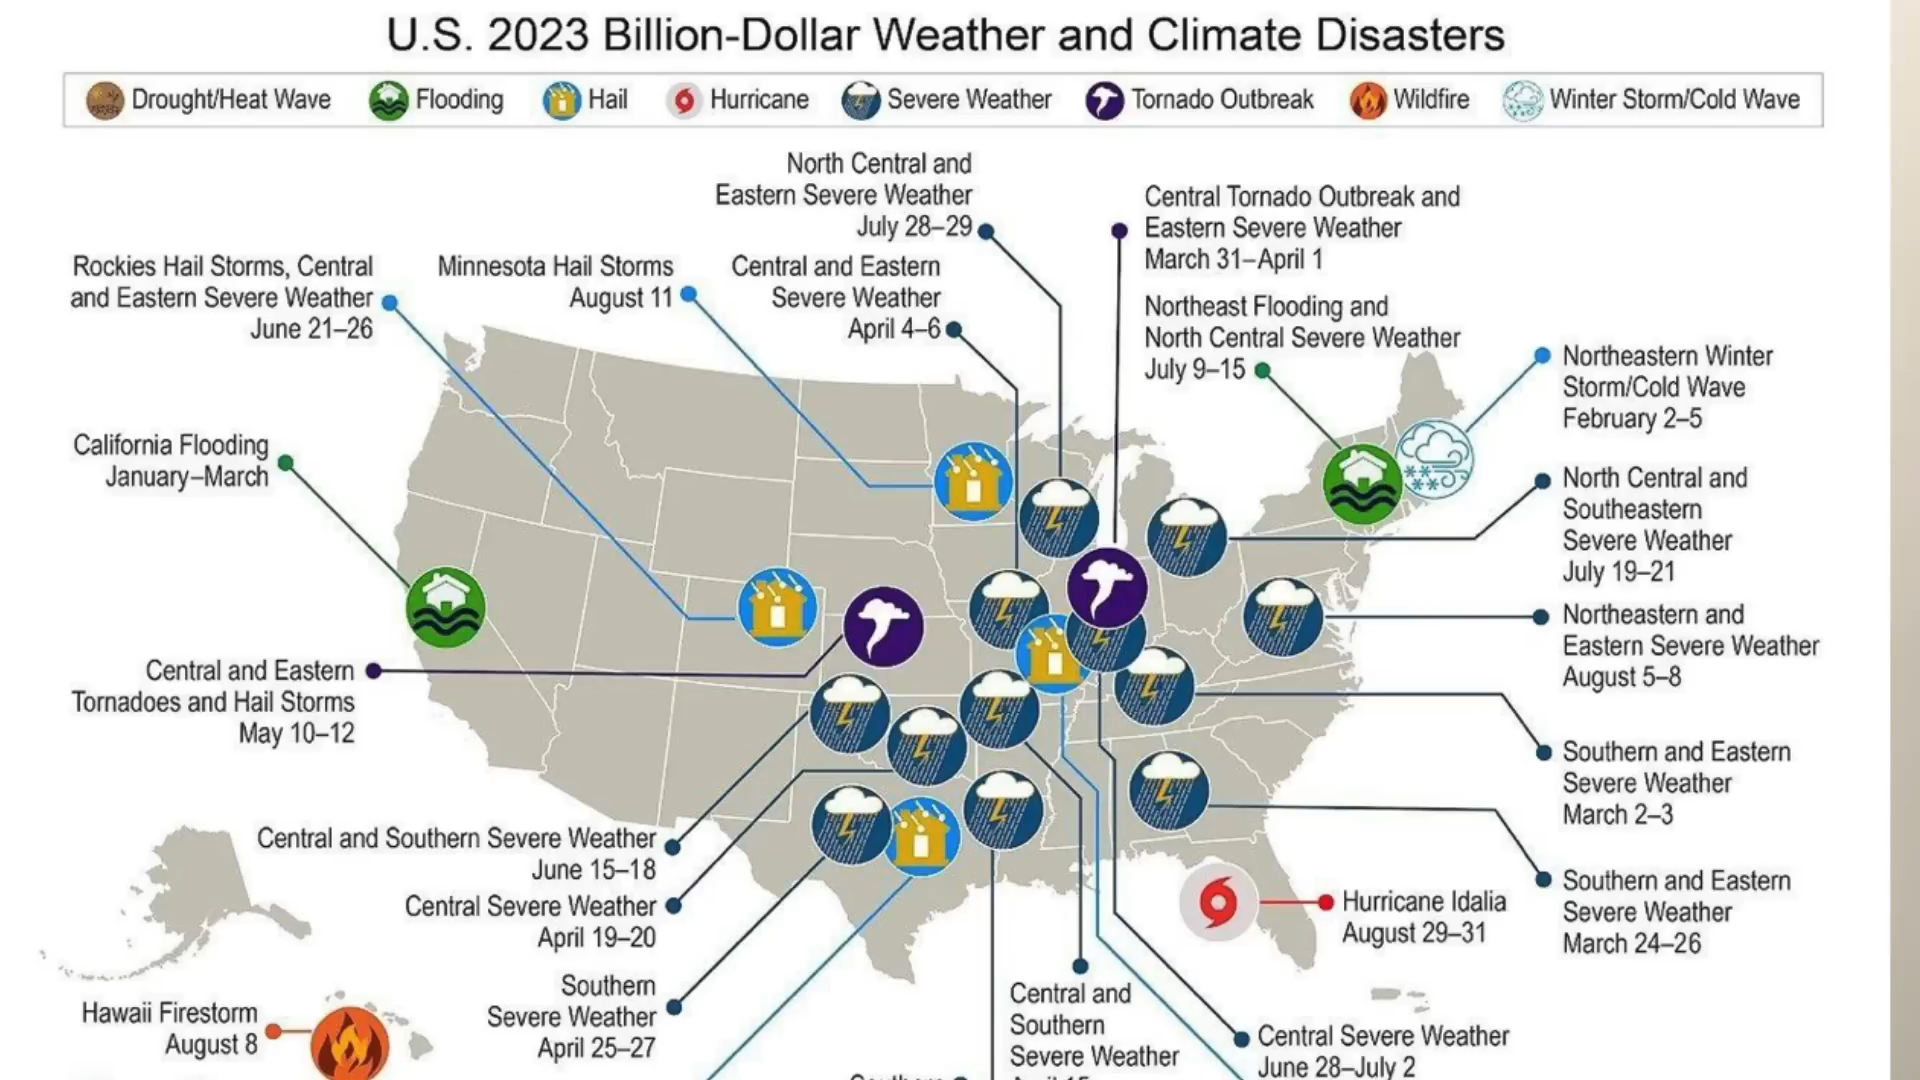 U.S. 2023 Billion-Dollar Weather and Climate Disasters
Drought/Heat Wave Flooding Hail Hurricane Severe Weather Tornado Outbreak Wildfire Winter Storm/Cold Wave
North Central and
Eastern Severe Weather
July 28–29
Central Tornado Outbreak and
Eastern Severe Weather
March 31–April 1
Rockies Hail Storms, Central
and Eastern Severe Weather
June 21–26
Minnesota Hail Storms
August 11
Central and Eastern
Severe Weather
April 4–6
Northeast Flooding and
North Central Severe Weather
July 9–15
Northeastern Winter
Storm/Cold Wave
February 2–5
California Flooding
January–March
North Central and
Southeastern
Severe Weather
July 19–21
Northeastern and
Eastern Severe Weather
August 5–8
Central and Eastern
Tornadoes and Hail Storms
May 10–12
Southern and Eastern
Severe Weather
March 2–3
Central and Southern Severe Weather
June 15–18
Central Severe Weather
April 19–20
Southern and Eastern
Severe Weather
March 24–26
Hurricane Idalia
August 29–31
Southern
Severe Weather
April 25–27
Hawaii Firestorm
August 8
Central and
Southern
Severe Weather
Central Severe Weather
June 28–July 2
Southern